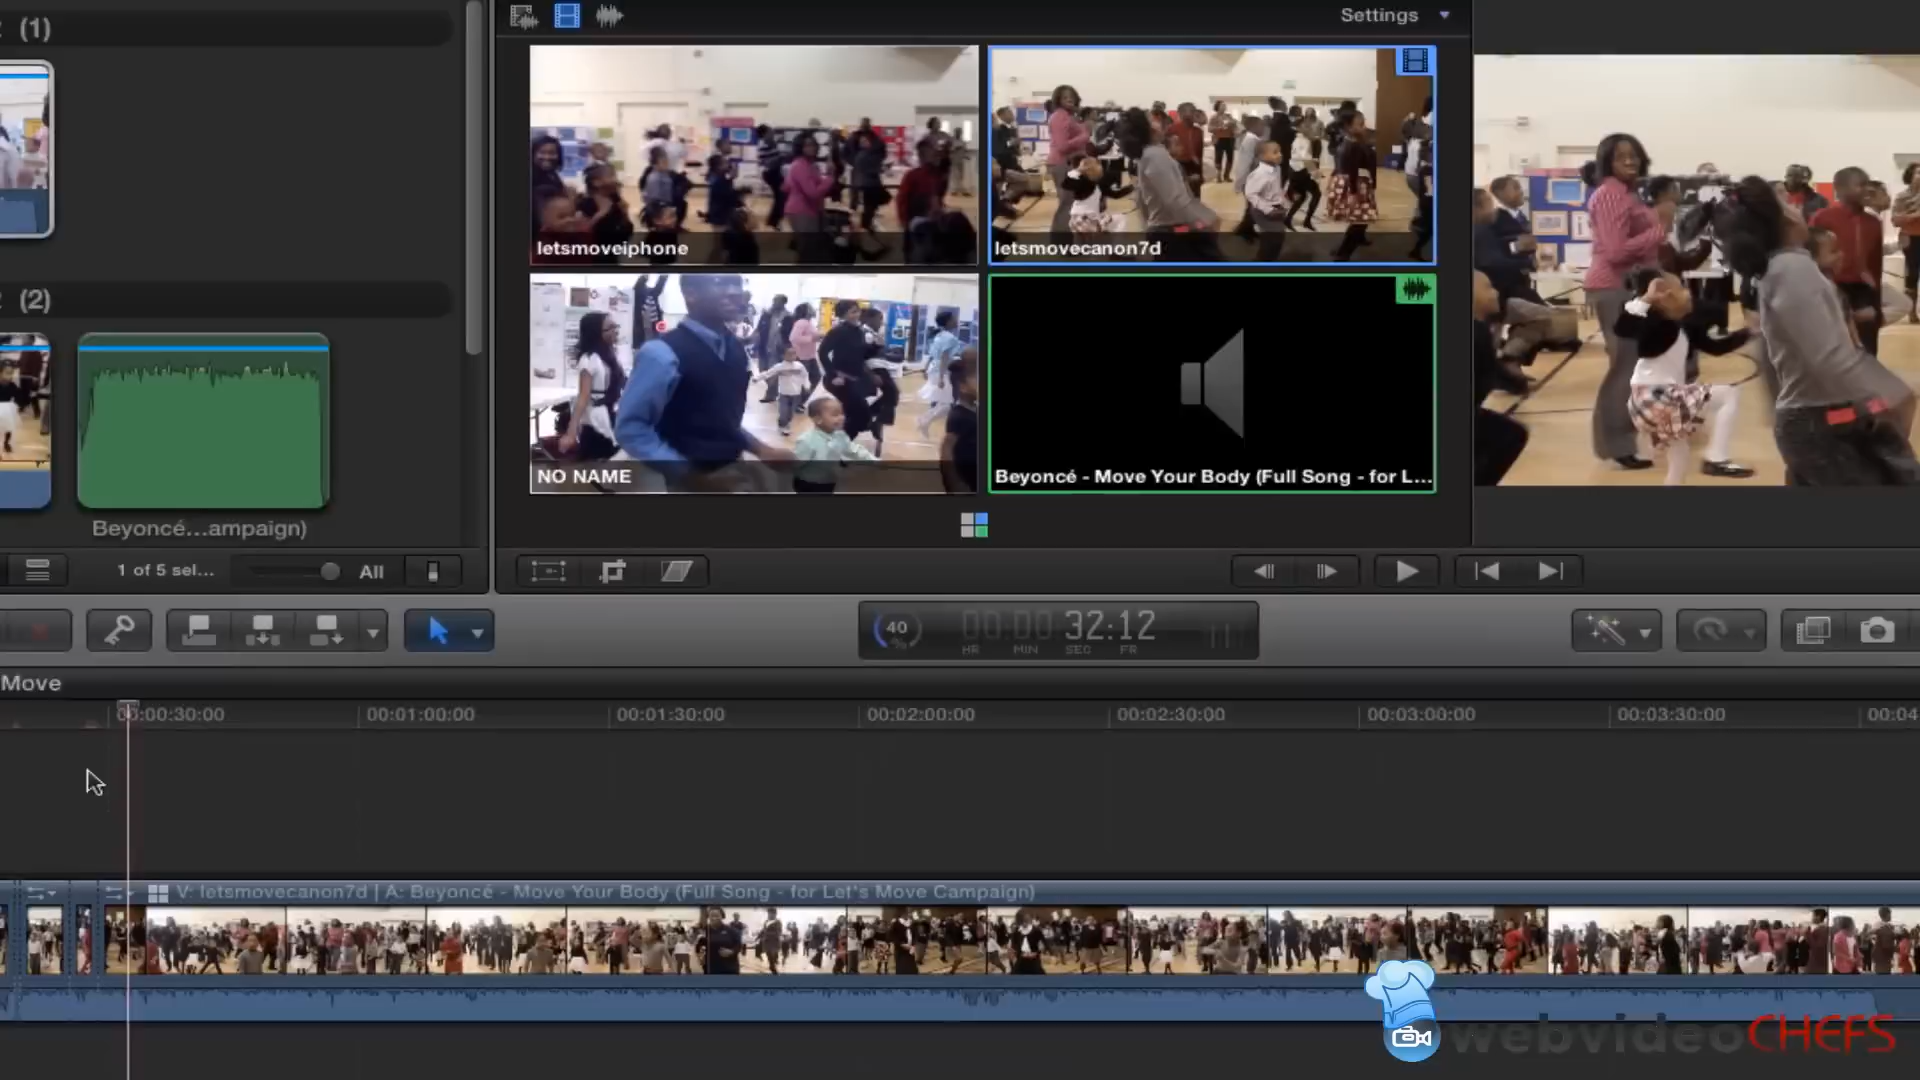 (1)
Settings
letsmoveiphone
letsmovecanon7d
(2)
NO NAME
Beyoncé - Move Your Body (Full Song - for L...
Beyoncé...ampaign)
1 of 5 sel...
All
40
%
00:00 32:12
HR MIN SEC FR
Move
00:00:30:00
00:01:00:00
00:01:30:00
00:02:00:00
00:02:30:00
00:03:00:00
00:03:30:00
00:04
V: letsmovecanon7d | A: Beyoncé - Move Your Body (Full Song - for Let's Move Campaign)
webvideoCHEFS